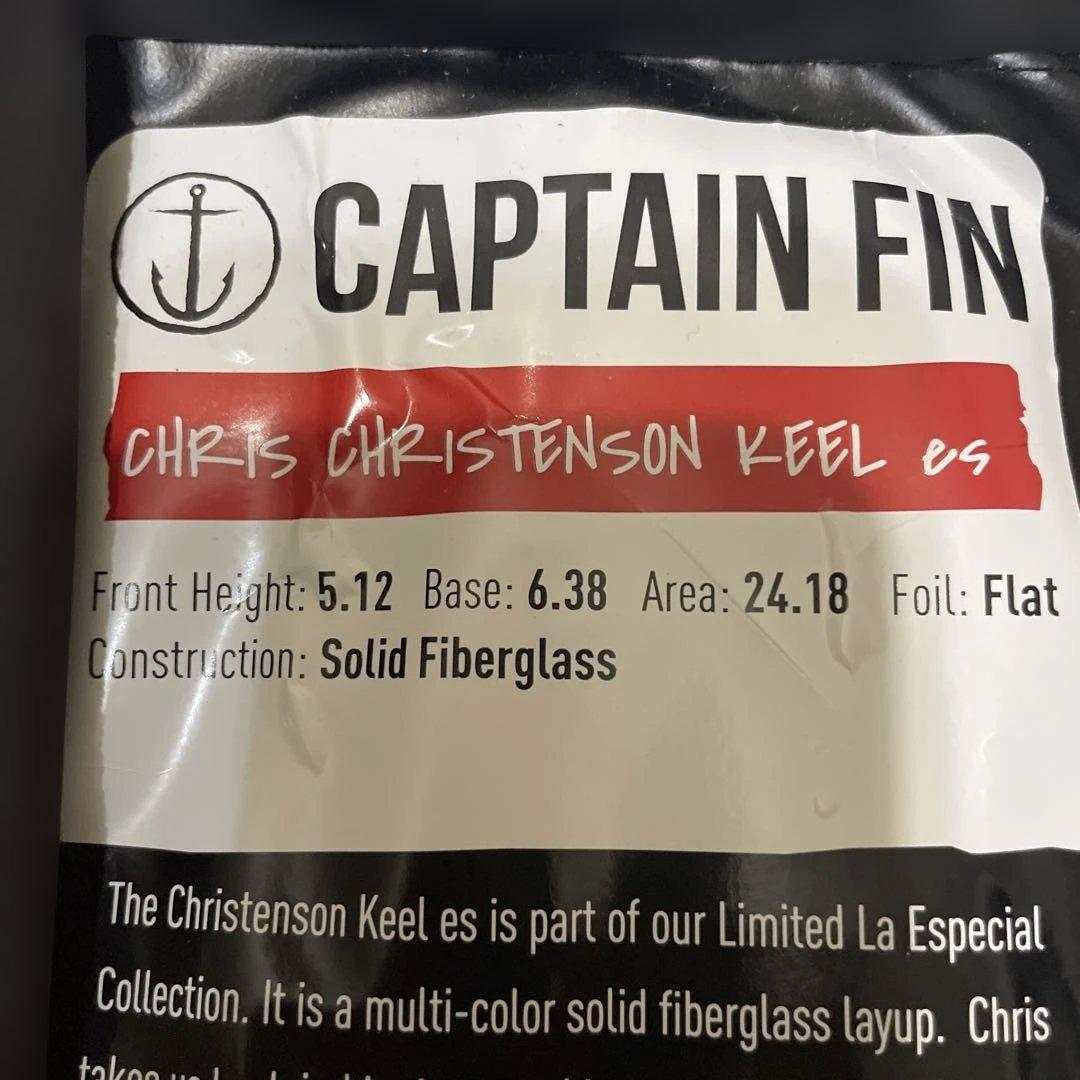 CAPTAIN FIN
CHRIS CHRISTENSON KEEL es
Front Height: 5.12 Base: 6.38 Area: 24.18 Foil: Flat
Construction: Solid Fiberglass
The Christenson Keel es is part of our Limited La Especial
Collection. It is a multi-color solid fiberglass layup. Chris
takes